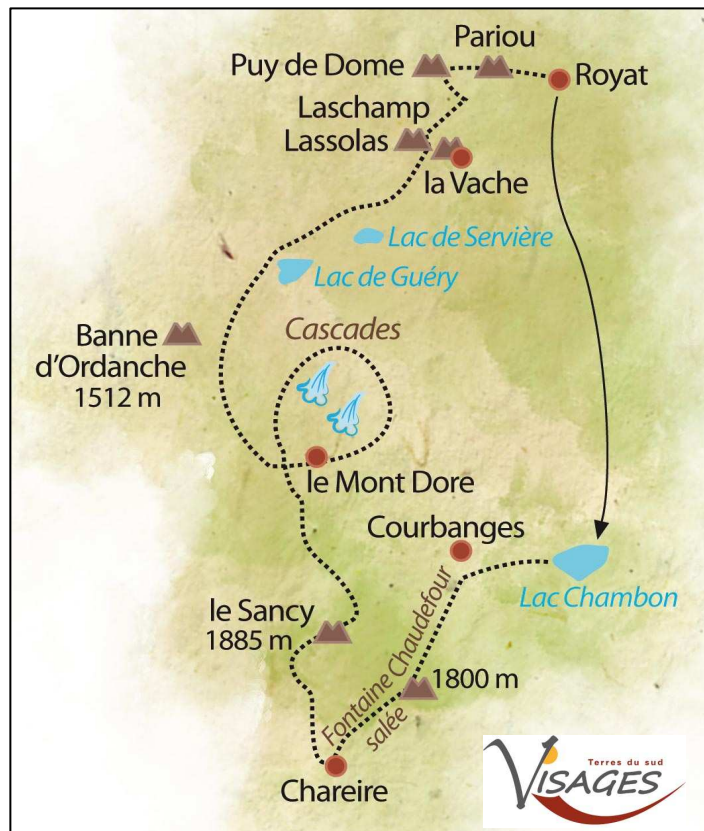 Pariou
Puy de Dome
Royat
Laschamp
Lassolas
la Vache
Lac de Servière
Lac de Guéry
Cascades
Banne
d'Ordanche
1512 m
le Mont Dore
Courbanges
Lac Chambon
le Sancy
1885 m
Fontaine Chaudefour
salée
1800 m
Chareire
Terres du sud
VISAGES